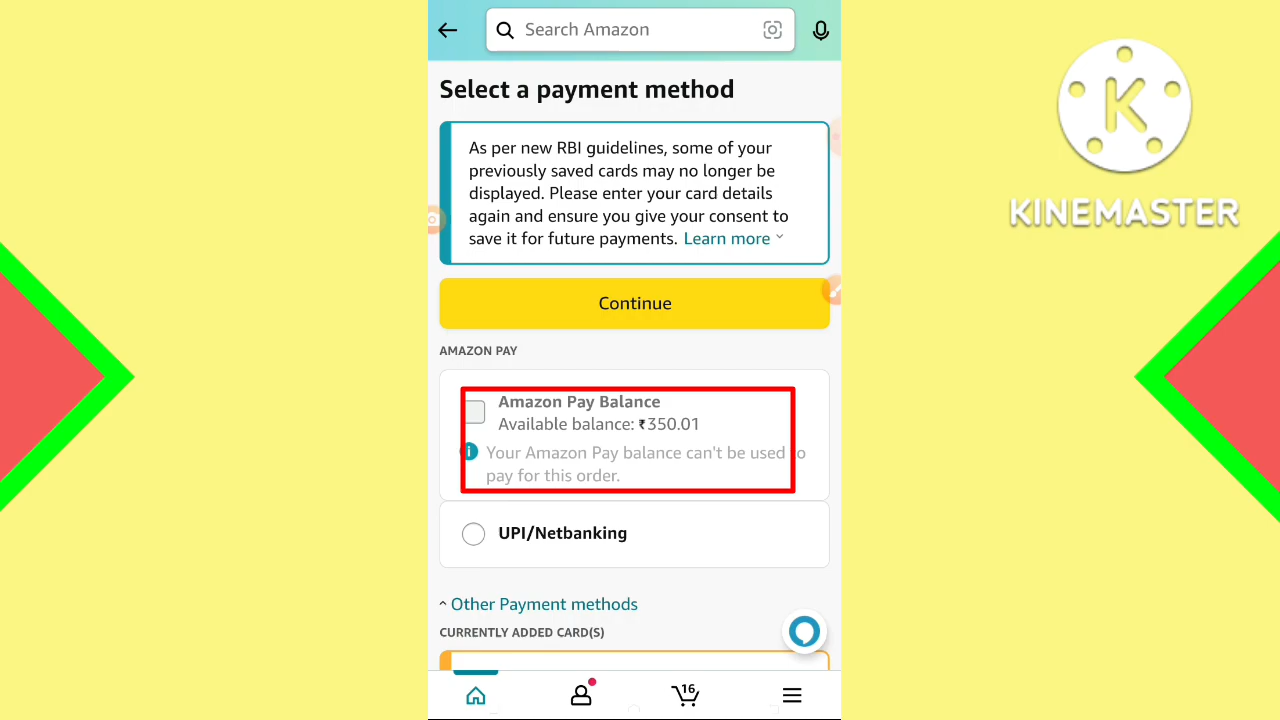 Search Amazon
K
KINEMASTER
Select a payment method
As per new RBI guidelines, some of your
previously saved cards may no longer be
displayed. Please enter your card details
again and ensure you give your consent to
save it for future payments. Learn more
Continue
AMAZON PAY
Amazon Pay Balance
Available balance: ₹350.01
i Your Amazon Pay balance can't be used to
pay for this order.
UPI/Netbanking
Other Payment methods
CURRENTLY ADDED CARD(S)
16